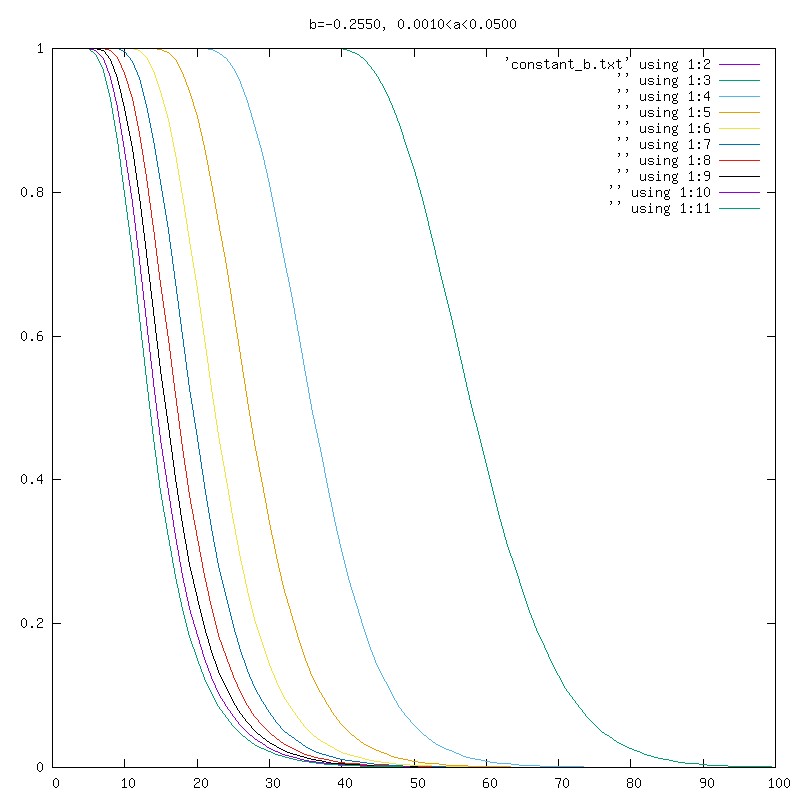 b=-0.2550, 0.0010<a<0.0500
1
'constant_b.txt' using 1:2
'' using 1:3
'' using 1:4
'' using 1:5
'' using 1:6
'' using 1:7
'' using 1:8
'' using 1:9
'' using 1:10
'' using 1:11
0.8
0.6
0.4
0.2
0
0 10 20 30 40 50 60 70 80 90 100